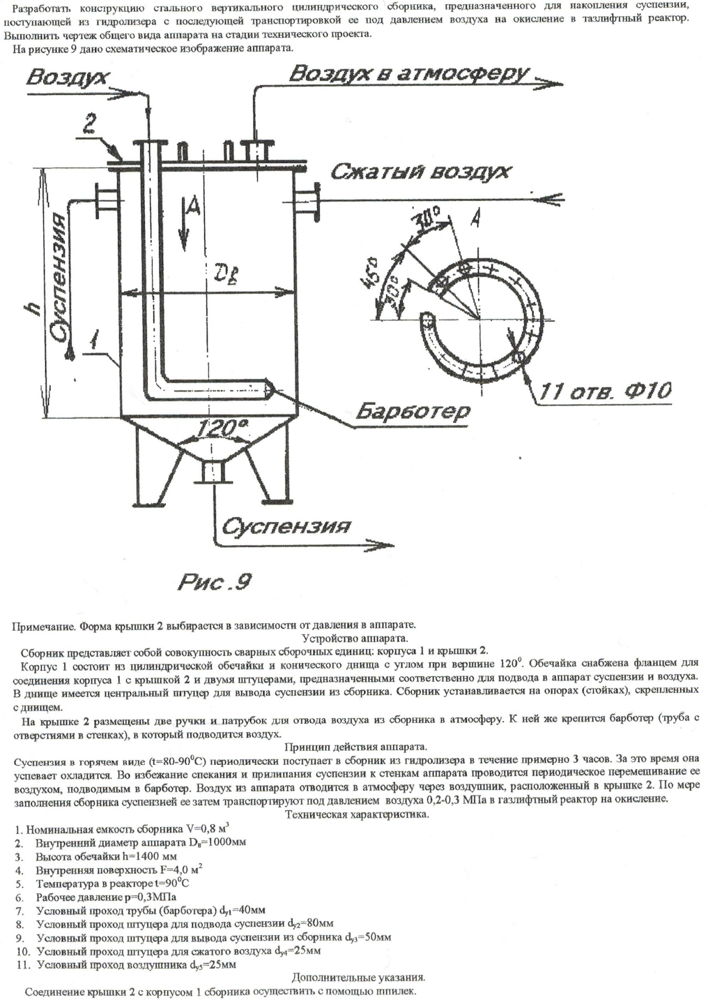 Разработать конструкцию стального вертикального цилиндрического сборника, предназначенного для накопления суспензии,
поступающей из гидролизера с последующей транспортировкой ее под давлением воздуха на окисление в тазлифтный реактор.
Выполнить чертеж общего вида аппарата на стадии технического проекта.
На рисунке 9 дано схематическое изображение аппарата.
Воздух
Воздух в атмосферу
2
Сжатый воздух
А
30°
А
Суспензия
Dв
45°
30°
h
1
11 отв. Ф10
Барботер
120°
Суспензия
Рис.9
Примечание. Форма крышки 2 выбирается в зависимости от давления в аппарате.
Устройство аппарата.
Сборник представляет собой совокупность сварных сборочных единиц: корпуса 1 и крышки 2.
Корпус 1 состоит из цилиндрической обечайки и конического днища с углом при вершине 120⁰. Обечайка снабжена фланцем для
соединения корпуса 1 с крышкой 2 и двумя штуцерами, предназначенными соответственно для подвода в аппарат суспензии и воздуха.
В днище имеется центральный штуцер для вывода суспензии из сборника. Сборник устанавливается на опорах (стойках), скрепленных
с днищем.
На крышке 2 размещены две ручки и патрубок для отвода воздуха из сборника в атмосферу. К ней же крепится барботер (труба с
отверстиями в стенках), в который подводится воздух.
Принцип действия аппарата.
Суспензия в горячем виде (t=80-90⁰С) периодически поступает в сборник из гидролизера в течение примерно 3 часов. За это время она
успевает охладится. Во избежание спекания и прилипания суспензии к стенкам аппарата проводится периодическое перемешивание ее
воздухом, подводимым в барботер. Воздух из аппарата отводится в атмосферу через воздушник, расположенный в крышке 2. По мере
заполнения сборника суспензией ее затем транспортируют под давлением воздуха 0,2-0,3 МПа в газлифтный реактор на окисление.
Техническая характеристика.
1. Номинальная емкость сборника V=0,8 м³
2. Внутренний диаметр аппарата Dв=1000мм
3. Высота обечайки h=1400 мм
4. Внутренняя поверхность F=4,0 м²
5. Температура в реакторе t=90⁰С
6. Рабочее давление p=0,3МПа
7. Условный проход трубы (барботера) dу1=40мм
8. Условный проход штуцера для подвода суспензии dу2=80мм
9. Условный проход штуцера для вывода суспензии из сборника dу3=50мм
10. Условный проход штуцера для сжатого воздуха dу4=25мм
11. Условный проход воздушника dу5=25мм
Дополнительные указания.
Соединение крышки 2 с корпусом 1 сборника осуществить с помощью шпилек.